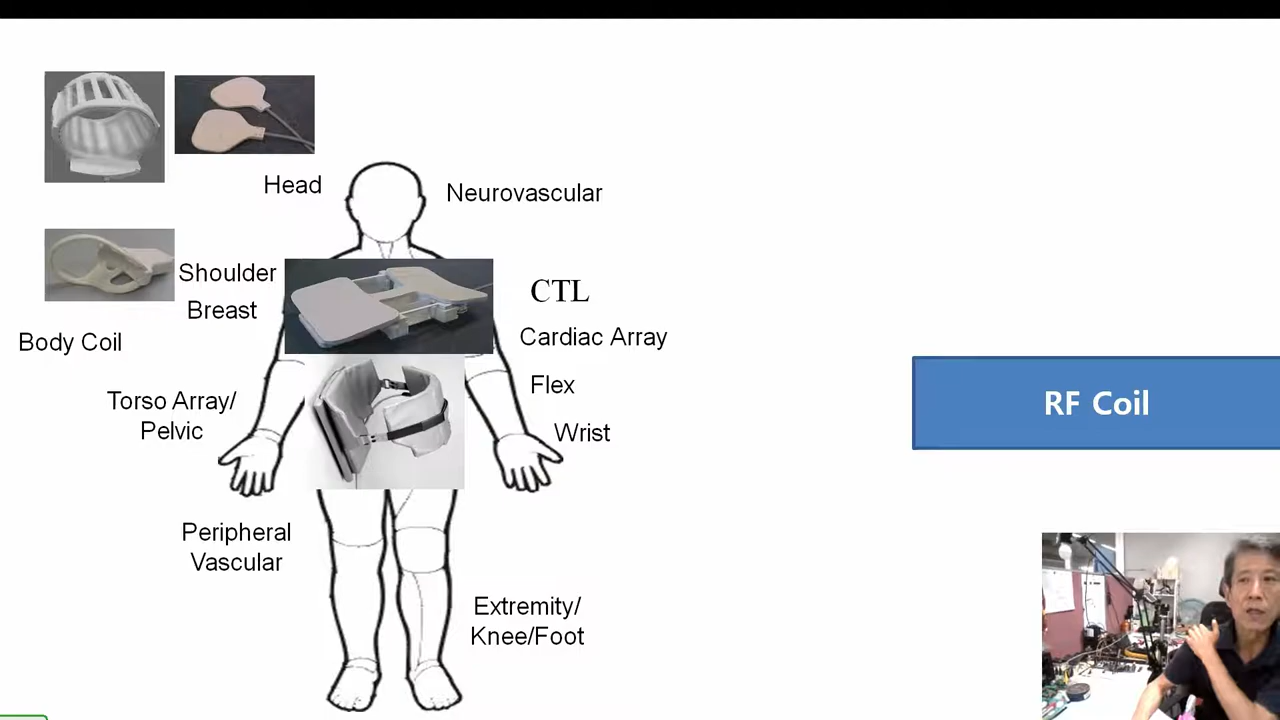 Head
Neurovascular
Shoulder
Breast
CTL
Body Coil
Cardiac Array
Torso Array/
Pelvic
Flex
Wrist
RF Coil
Peripheral
Vascular
Extremity/
Knee/Foot